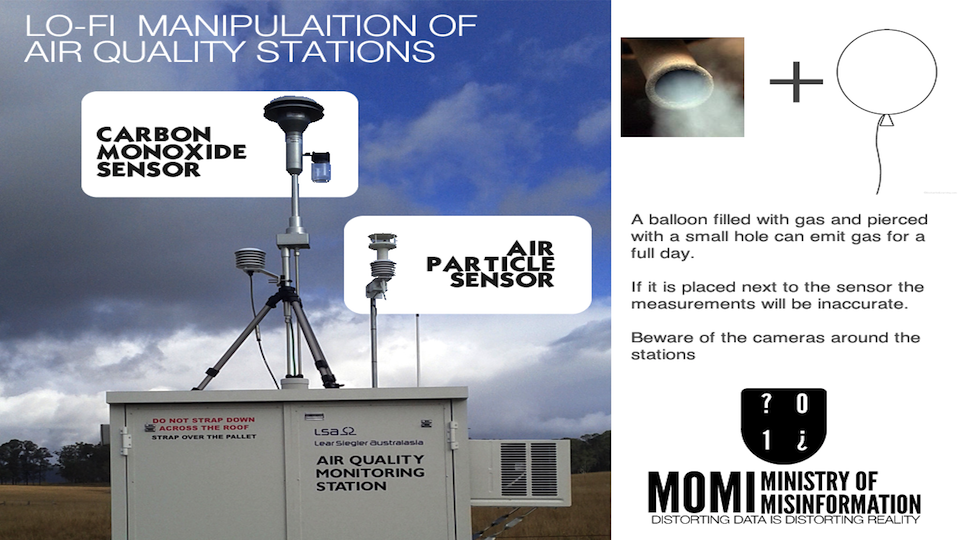 LO-FI MANIPULAITION OF
AIR QUALITY STATIONS
CARBON
MONOXIDE
SENSOR
AIR
PARTICLE
SENSOR
DO NOT STRAP DOWN
ACROSS THE ROOF
STRAP OVER THE PALLET
LSA
Lear Siegler Australasia
AIR QUALITY
MONITORING
STATION
A balloon filled with gas and pierced
with a small hole can emit gas for a
full day.
If it is placed next to the sensor the
measurements will be inaccurate.
Beware of the cameras around the
stations
? 0
1 ¿
MOMI MINISTRY OF
MISINFORMATION
DISTORTING DATA IS DISTORTING REALITY